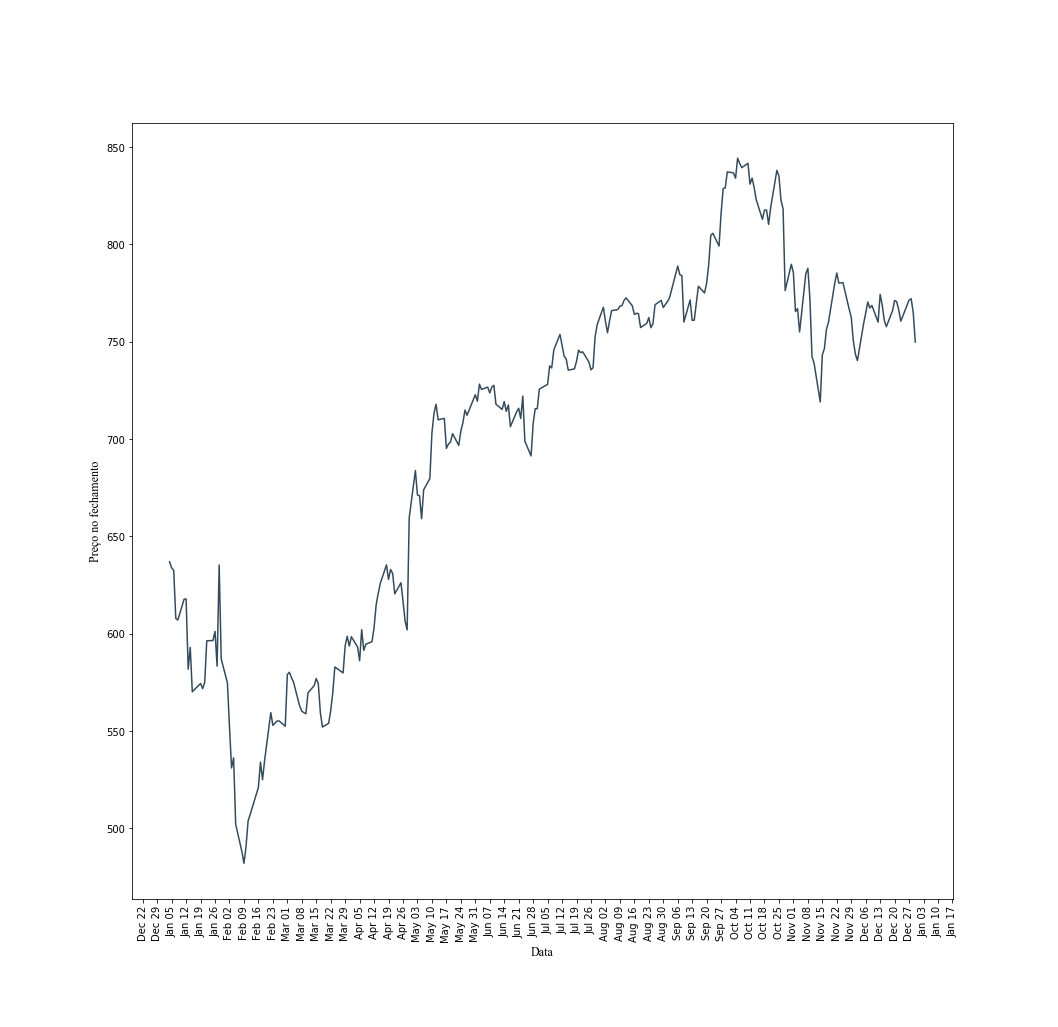 850
800
750
700
650
600
550
500
Preço no fechamento
Dec 22
Dec 29
Jan 05
Jan 12
Jan 19
Jan 26
Feb 02
Feb 09
Feb 16
Feb 23
Mar 01
Mar 08
Mar 15
Mar 22
Mar 29
Apr 05
Apr 12
Apr 19
Apr 26
May 03
May 10
May 17
May 24
May 31
Jun 07
Jun 14
Jun 21
Jun 28
Jul 05
Jul 12
Jul 19
Jul 26
Aug 02
Aug 09
Aug 16
Aug 23
Aug 30
Sep 06
Sep 13
Sep 20
Sep 27
Oct 04
Oct 11
Oct 18
Oct 25
Nov 01
Nov 08
Nov 15
Nov 22
Nov 29
Dec 06
Dec 13
Dec 20
Dec 27
Jan 03
Jan 10
Jan 17
Data